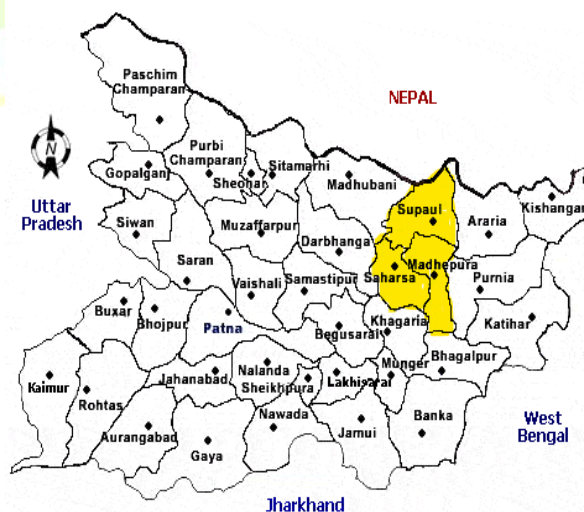 Paschim
Champaran
NEPAL
N
Purbi
Champaran
Gopalgan
Sheohar
Sitamarhi
Madhubani
Kishangan
Uttar
Pradesh
Supaul
Araria
Siwan
Muzaffarpur
Darbhanga
Saran
Saharsa
Madhepura
Vaishali
Samastipur
Purnia
Buxar
Bhojpur
Patna
Begusarai
Khagaria
Katihar
Kaimur
Jahanabad
Nalanda
Sheikhpura
Lakhisarai
Munger
Bhagalpur
Rohtas
Aurangabad
Gaya
Nawada
Jamui
Banka
West
Bengal
Jharkhand